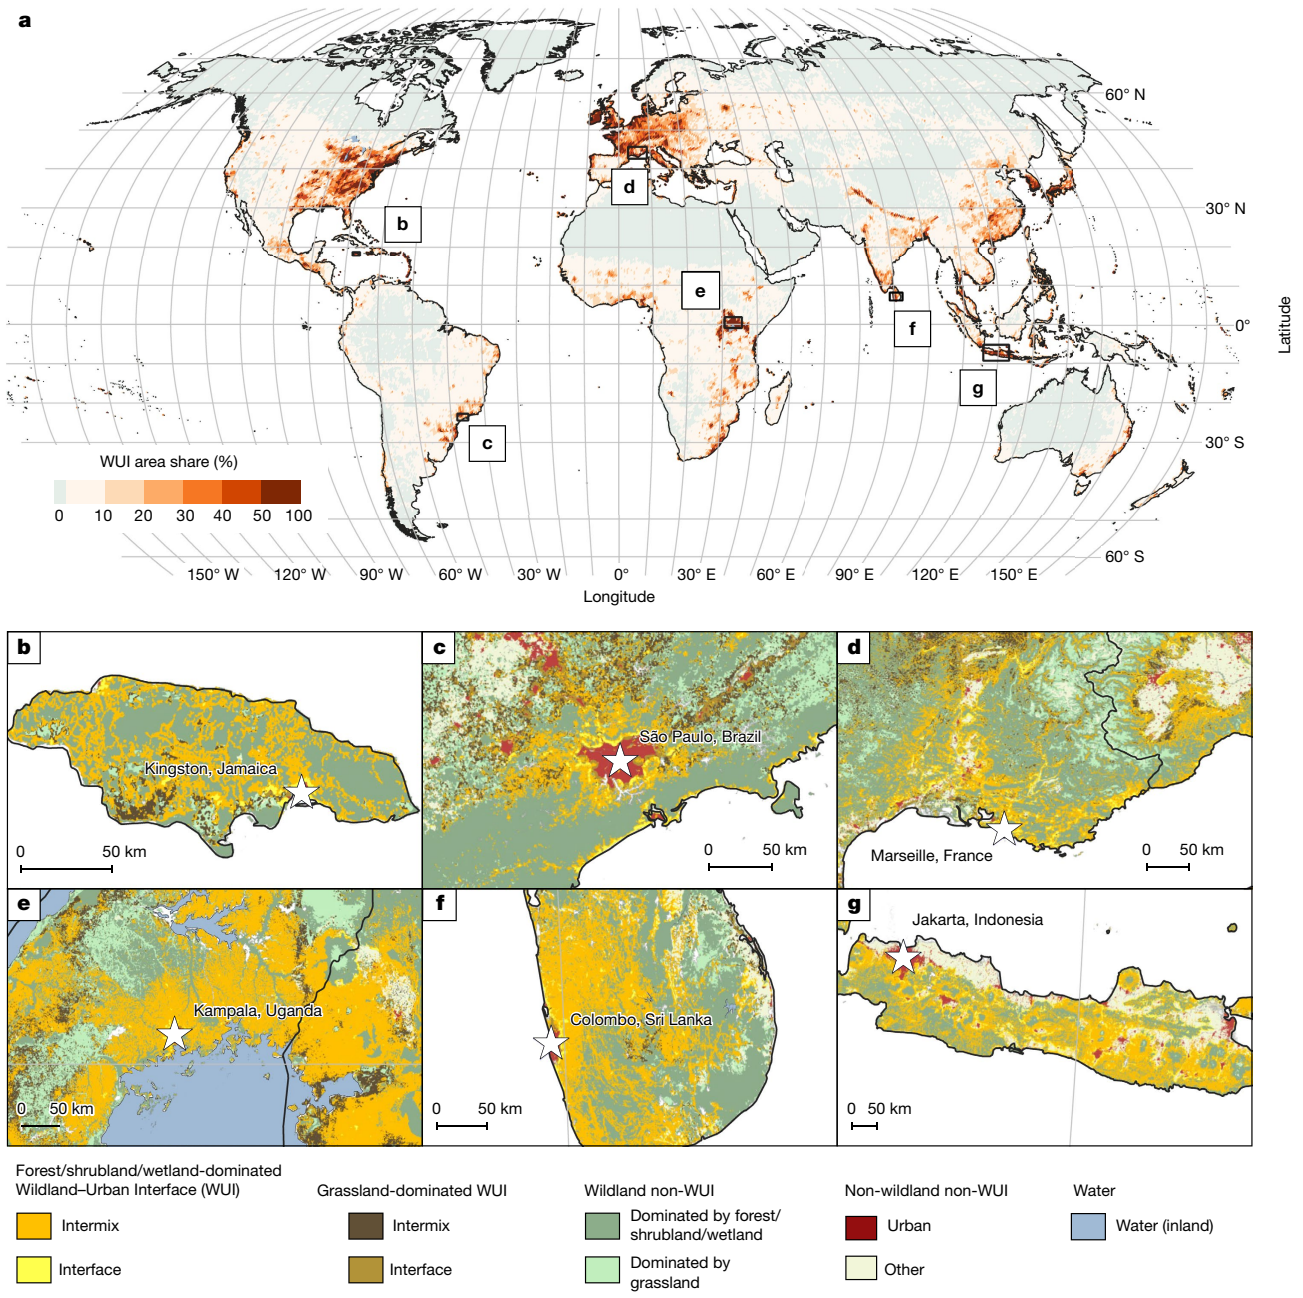 a
60° N
d
b
30° N
e
f
0°
Latitude
g
c
30° S
WUI area share (%)
0 10 20 30 40 50 100
60° S
150° W 120° W 90° W 60° W 30° W 0° 30° E 60° E 90° E 120° E 150° E
Longitude
b
Kingston, Jamaica
0 50 km
c
São Paulo, Brazil
0 50 km
d
Marseille, France
0 50 km
e
Kampala, Uganda
0 50 km
f
Colombo, Sri Lanka
0 50 km
g
Jakarta, Indonesia
0 50 km
Forest/shrubland/wetland-dominated
Wildland–Urban Interface (WUI)
Intermix
Interface
Grassland-dominated WUI
Intermix
Interface
Wildland non-WUI
Dominated by forest/
shrubland/wetland
Dominated by
grassland
Non-wildland non-WUI
Urban
Other
Water
Water (inland)